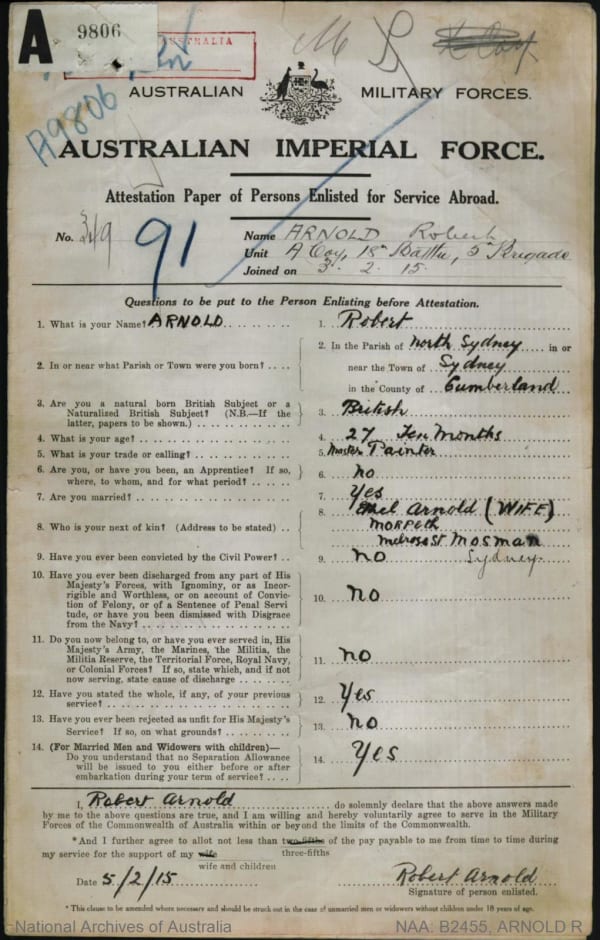 A 9806
AUSTRALIA
A9806
AUSTRALIAN MILITARY FORCES.
AUSTRALIAN IMPERIAL FORCE.
Attestation Paper of Persons Enlisted for Service Abroad.
No. 349 91 Name ARNOLD Robert
Unit A Coy, 18th Battn, 5th Brigade
Joined on 3. 2. 15.
Questions to be put to the Person Enlisting before Attestation.
1. What is your Name? ARNOLD 1. Robert
2. In or near what Parish or Town were you born? 2. In the Parish of North Sydney in or
near the Town of Sydney
in the County of Cumberland
3. Are you a natural born British Subject or a
Naturalized British Subject? (N.B.—If the
latter, papers to be shown.) 3. British
4. What is your age? 4. 27 Ten Months
5. What is your trade or calling? 5. Master Painter
6. Are you, or have you been, an Apprentice? If so,
where, to whom, and for what period? 6. No
7. Are you married? 7. Yes
8. Who is your next of kin? (Address to be stated) 8. Ethel Arnold (WIFE)
MORPETH
Melrose St MOSMAN
Sydney.
9. Have you ever been convicted by the Civil Power? 9. NO
10. Have you ever been discharged from any part of His
Majesty's Forces, with Ignominy, or as Incor-
rigible and Worthless, or on account of Convic-
tion of Felony, or of a Sentence of Penal Servi
tude, or have you been dismissed with Disgrace
from the Navy? 10. NO
11. Do you now belong to, or have you ever served in, His
Majesty's Army, the Marines, the Militia, the
Militia Reserve, the Territorial Force, Royal Navy,
or Colonial Forces? If so, state which, and if not
now serving, state cause of discharge 11. NO
12. Have you stated the whole, if any, of your previous
service? 12. Yes
13. Have you ever been rejected as unfit for His Majesty's
Service? If so, on what grounds? 13. No
14. (For Married Men and Widowers with children)—
Do you understand that no Separation Allowance
will be issued to you either before or after
embarkation during your term of service? 14. Yes
I, Robert Arnold do solemnly declare that the above answers made
by me to the above questions are true, and I am willing and hereby voluntarily agree to serve in the Military
Forces of the Commonwealth of Australia within or beyond the limits of the Commonwealth.
*And I further agree to allot not less than two-fifths of the pay payable to me from time to time during
three-fifths
my service for the support of my wife
wife and children
Date 5/2/15 Robert Arnold
Signature of person enlisted.
* This clause to be amended where necessary and should be struck out in the case of unmarried men or widowers without children under 18 years of age.
National Archives of Australia NAA: B2455, ARNOLD R